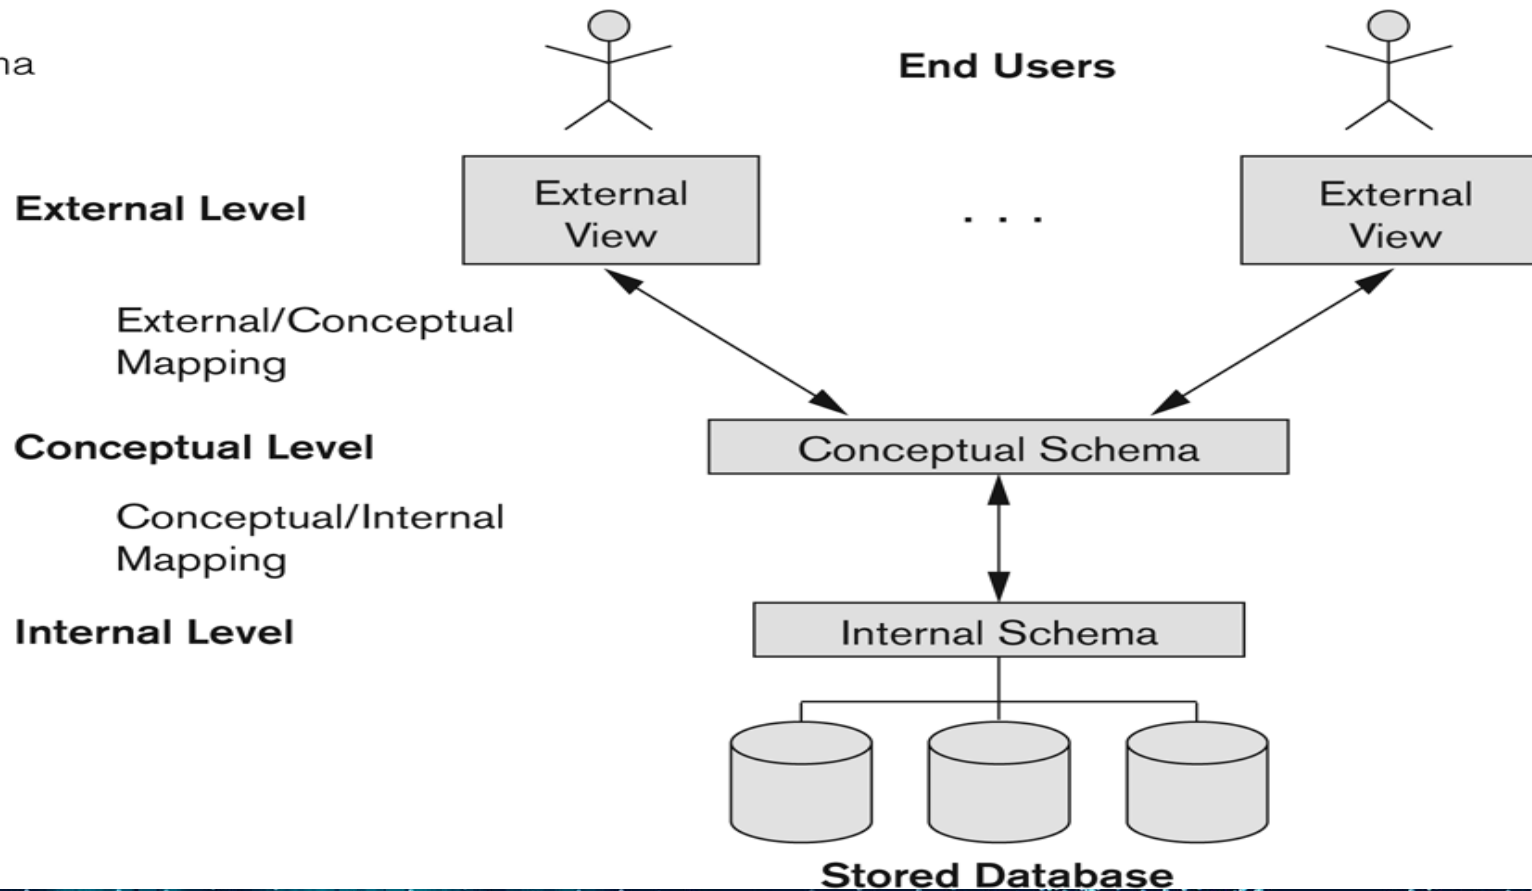 End Users
External Level
External
View
. . .
External
View
External/Conceptual
Mapping
Conceptual Level
Conceptual Schema
Conceptual/Internal
Mapping
Internal Level
Internal Schema
Stored Database